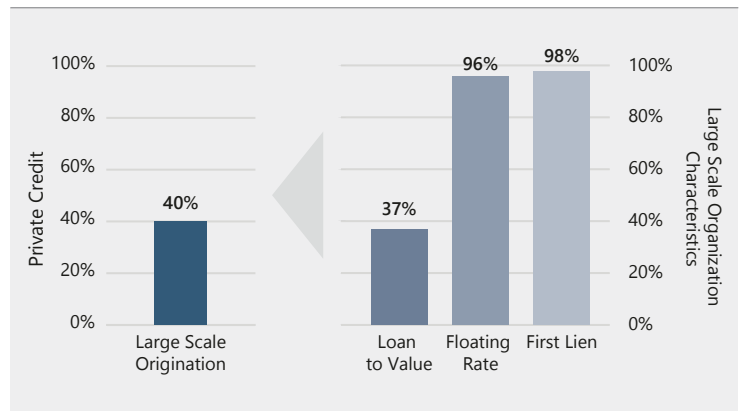 Private Credit
100%
80%
60%
40%
20%
0%
40%
Large Scale
Origination
37%
96%
98%
Loan
to Value
Floating
Rate
First Lien
100%
80%
60%
40%
20%
0%
Large Scale Organization
Characteristics